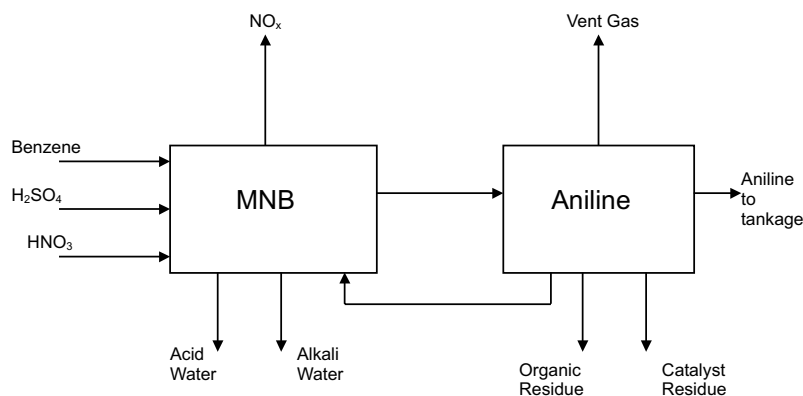 NOₓ
Vent Gas
Benzene
H₂SO₄
HNO₃
MNB
Aniline
Aniline
to
tankage
Acid
Water
Alkali
Water
Organic
Residue
Catalyst
Residue